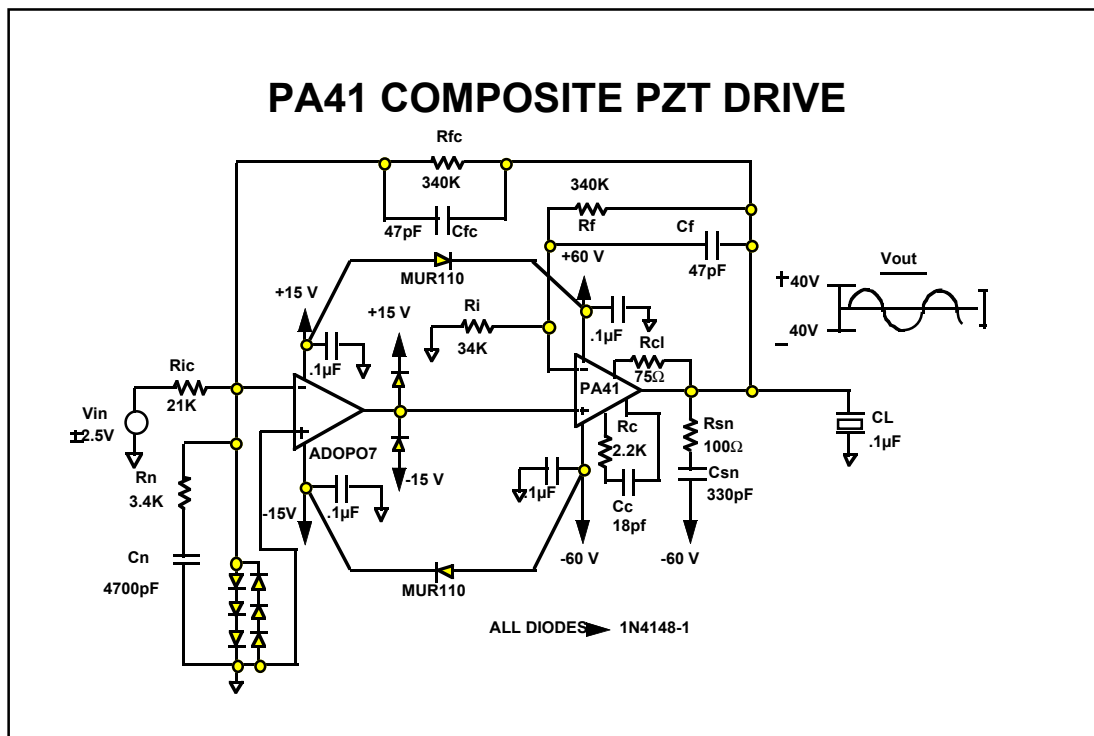 PA41 COMPOSITE PZT DRIVE
Rfc
340K
47pF Cfc
340K
Rf
Cf
47pF
MUR110
+60 V
Vout
+40V
40V
–
+15 V
+15 V
Ri
34K
.1µF
Rcl
75Ω
.1µF
Ric
21K
Vin
±2.5V
PA41
Rc
2.2K
Rsn
100Ω
Csn
330pF
CL
.1µF
ADOPO7
Rn
3.4K
-15 V
-15V
.1µF
.1µF
Cc
18pf
Cn
4700pF
-60 V
-60 V
MUR110
ALL DIODES 1N4148-1